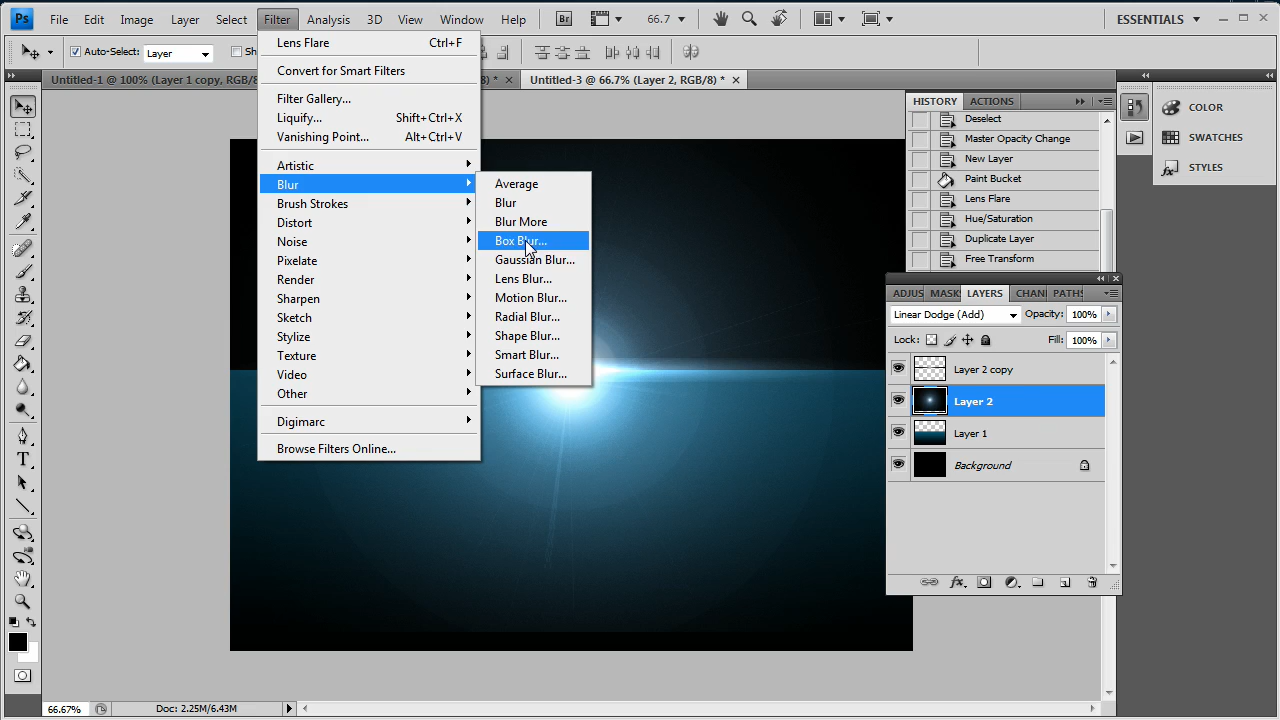 Ps File Edit Image Layer Select Filter Analysis 3D View Window Help Br 66.7 ESSENTIALS
Auto-Select: Layer Sh
Untitled-1 @ 100% (Layer 1 copy, RGB/8) *
Untitled-3 @ 66.7% (Layer 2, RGB/8) *
Lens Flare Ctrl+F
Convert for Smart Filters
Filter Gallery...
Liquify... Shift+Ctrl+X
Vanishing Point... Alt+Ctrl+V
Artistic
Blur
Brush Strokes
Distort
Noise
Pixelate
Render
Sharpen
Sketch
Stylize
Texture
Video
Other
Digimarc
Browse Filters Online...
Average
Blur
Blur More
Box Blur...
Gaussian Blur...
Lens Blur...
Motion Blur...
Radial Blur...
Shape Blur...
Smart Blur...
Surface Blur...
HISTORY ACTIONS
Deselect
Master Opacity Change
New Layer
Paint Bucket
Lens Flare
Hue/Saturation
Duplicate Layer
Free Transform
COLOR
SWATCHES
STYLES
ADJUS MASKS LAYERS CHAN PATHS
Linear Dodge (Add) Opacity: 100%
Lock: Fill: 100%
Layer 2 copy
Layer 2
Layer 1
Background
fx
T
66.67% Doc: 2.25M/6.43M